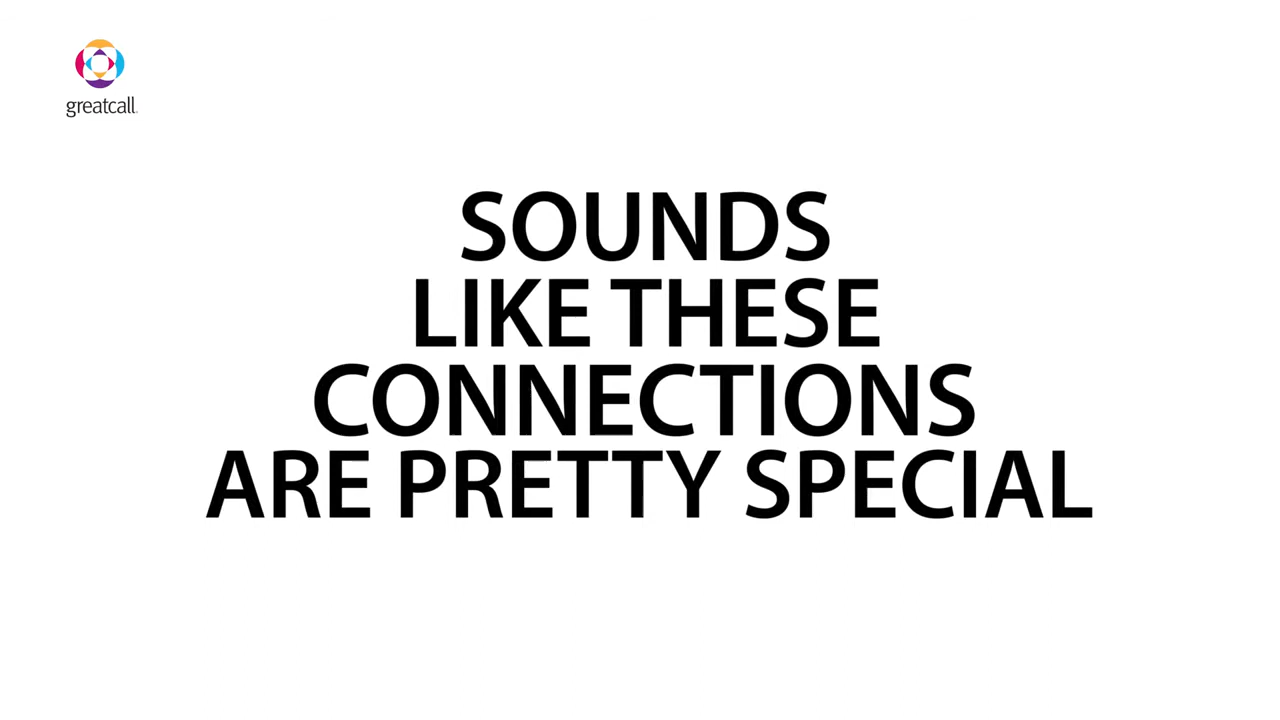 greatcall.
SOUNDS
LIKE THESE
CONNECTIONS
ARE PRETTY SPECIAL